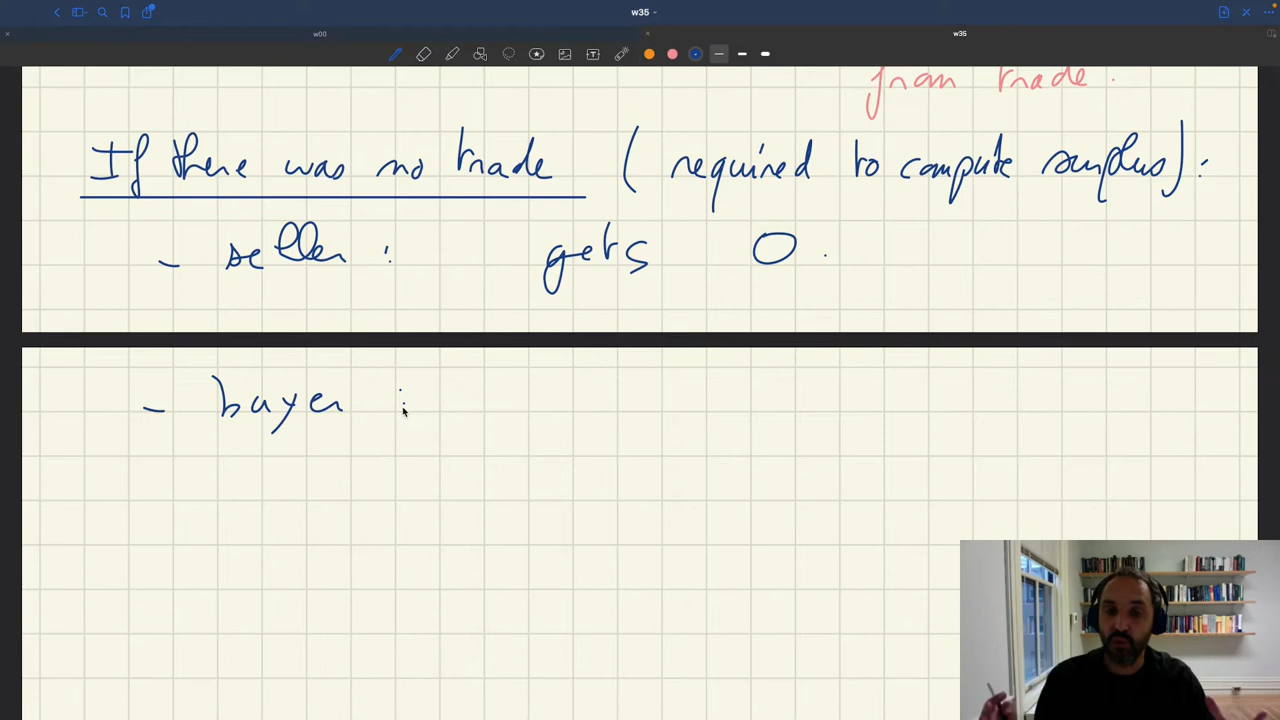 w35
w00
w35
from trade.
If there was no trade (required to compute surplus):
- seller: gets 0.
- buyer :